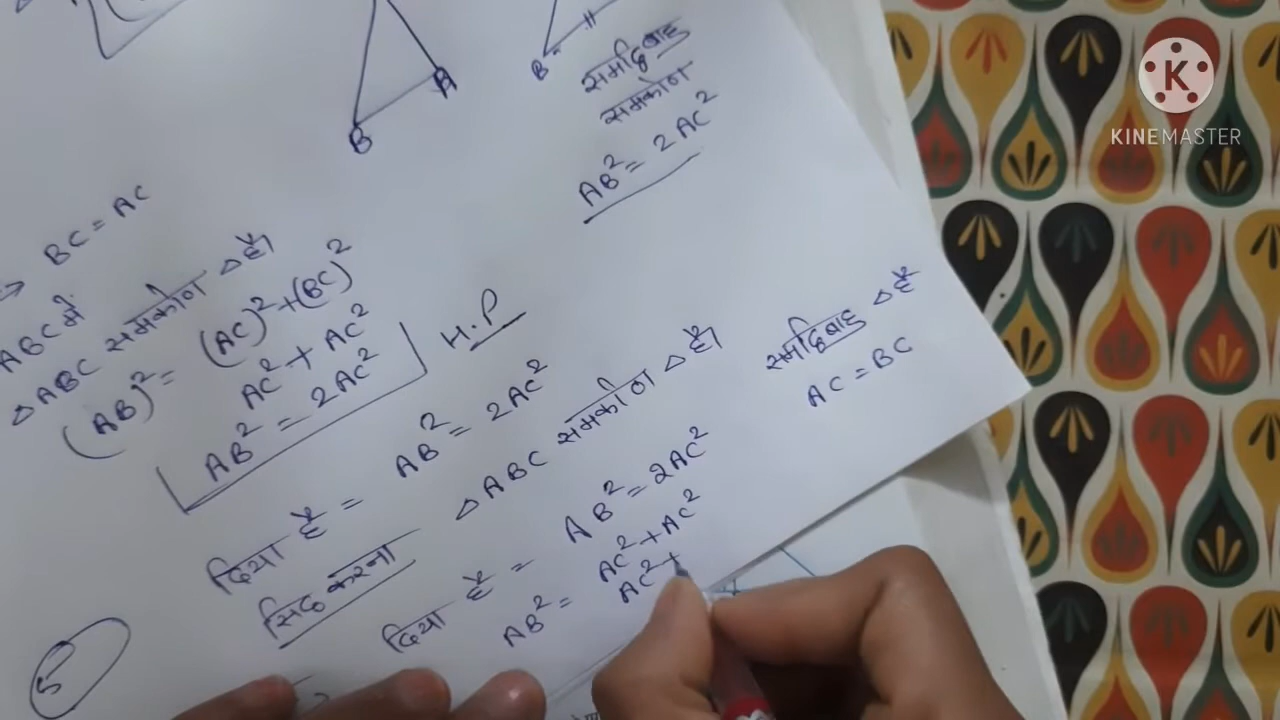 B
A
B
समद्विबाहु
समकोण
AB² = 2AC²
⇒ BC = AC
ABC में
△ABC समकोण △ है
(AB)² = (AC)² + (BC)²
AC² + AC²
AB² = 2AC²
H.P
दिया है = AB² = 2AC²
सिद्ध करना △ABC समकोण △ है
समद्विबाहु △ है
AC = BC
दिया है = AB² = 2AC²
AC² + AC²
AB² = AC² +
5
KINEMASTER